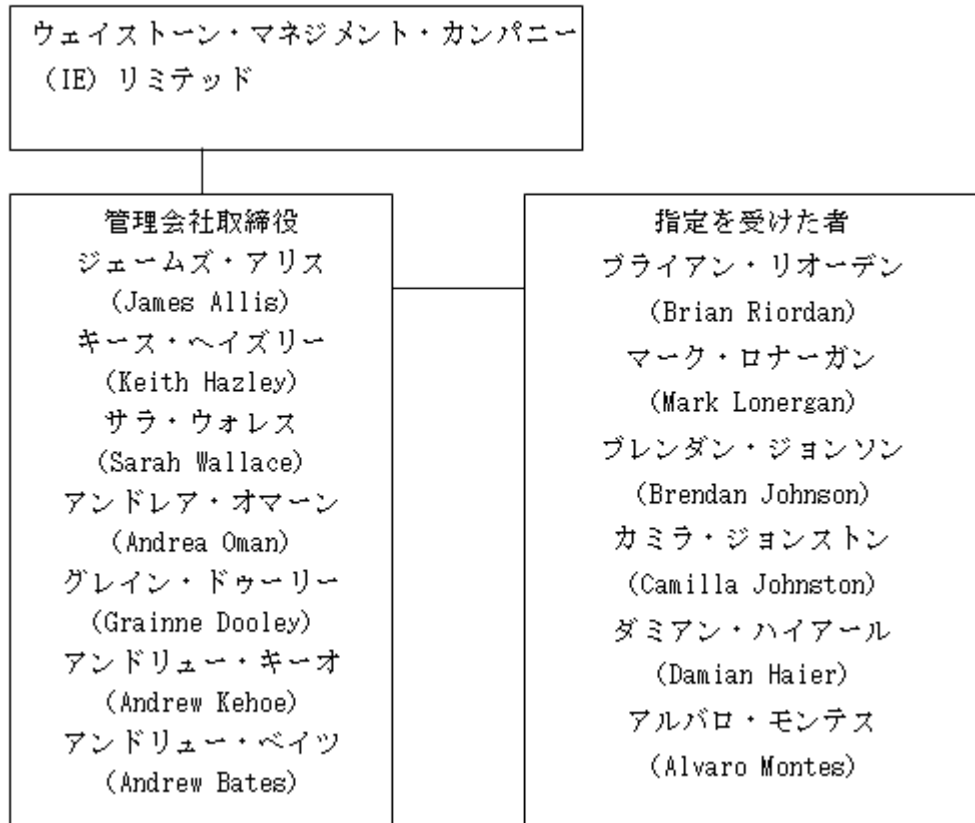 ウェイストーン・マネジメント・カンパニー
（IE）リミテッド
管理会社取締役
ジェームズ・アリス
(James Allis)
キース・ヘイズリー
(Keith Hazley)
サラ・ウォレス
(Sarah Wallace)
アンドレア・オマーン
(Andrea Oman)
グレイン・ドゥーリー
(Grainne Dooley)
アンドリュー・キーオ
(Andrew Kehoe)
アンドリュー・ベイツ
(Andrew Bates)
指定を受けた者
ブライアン・リオーデン
(Brian Riordan)
マーク・ロナーガン
(Mark Lonergan)
ブレンダン・ジョンソン
(Brendan Johnson)
カミラ・ジョンストン
(Camilla Johnston)
ダミアン・ハイアール
(Damian Haier)
アルバロ・モンテス
(Alvaro Montes)